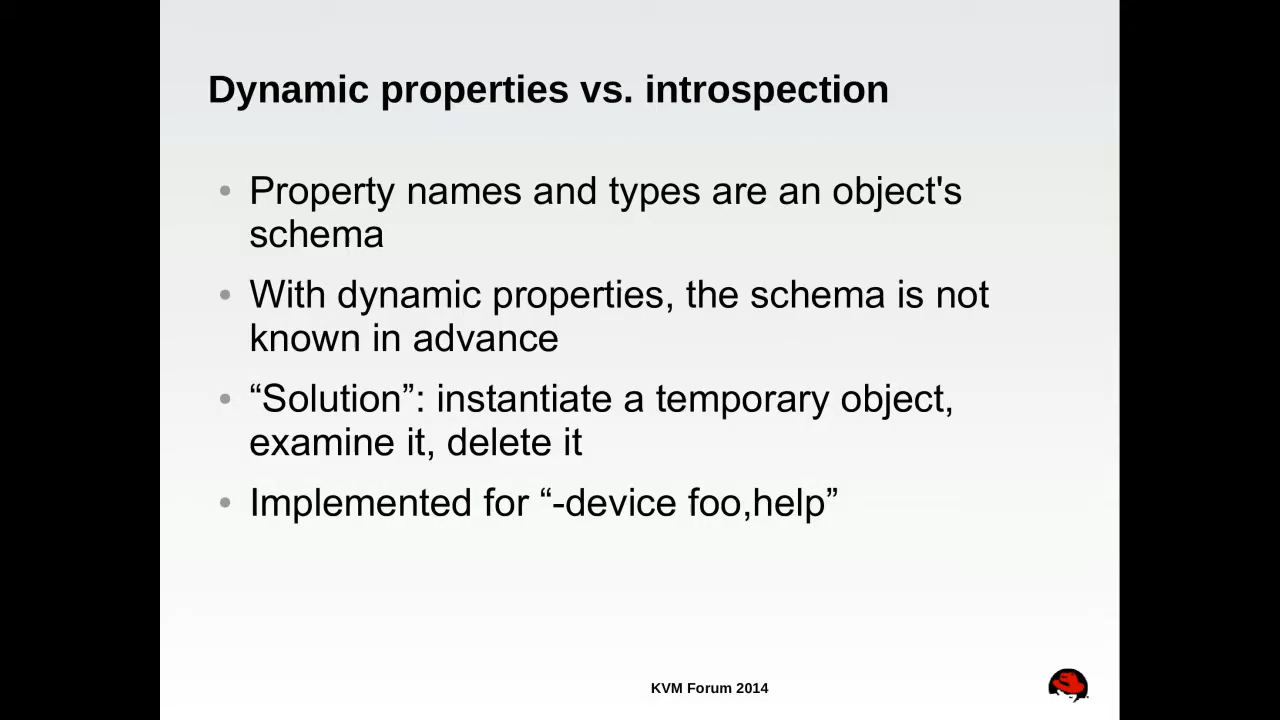 Dynamic properties vs. introspection
• Property names and types are an object's
schema
• With dynamic properties, the schema is not
known in advance
• “Solution”: instantiate a temporary object,
examine it, delete it
• Implemented for “-device foo,help”
KVM Forum 2014